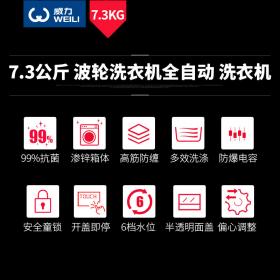 威力
WEILI
7.3KG
7.3公斤 波轮洗衣机全自动 洗衣机
99%
99%抗菌
渗锌箱体
高筋防缠
多效洗涤
防爆电容
TOUCH
6
安全童锁
开盖即停
6档水位
半透明面盖
偏心调整